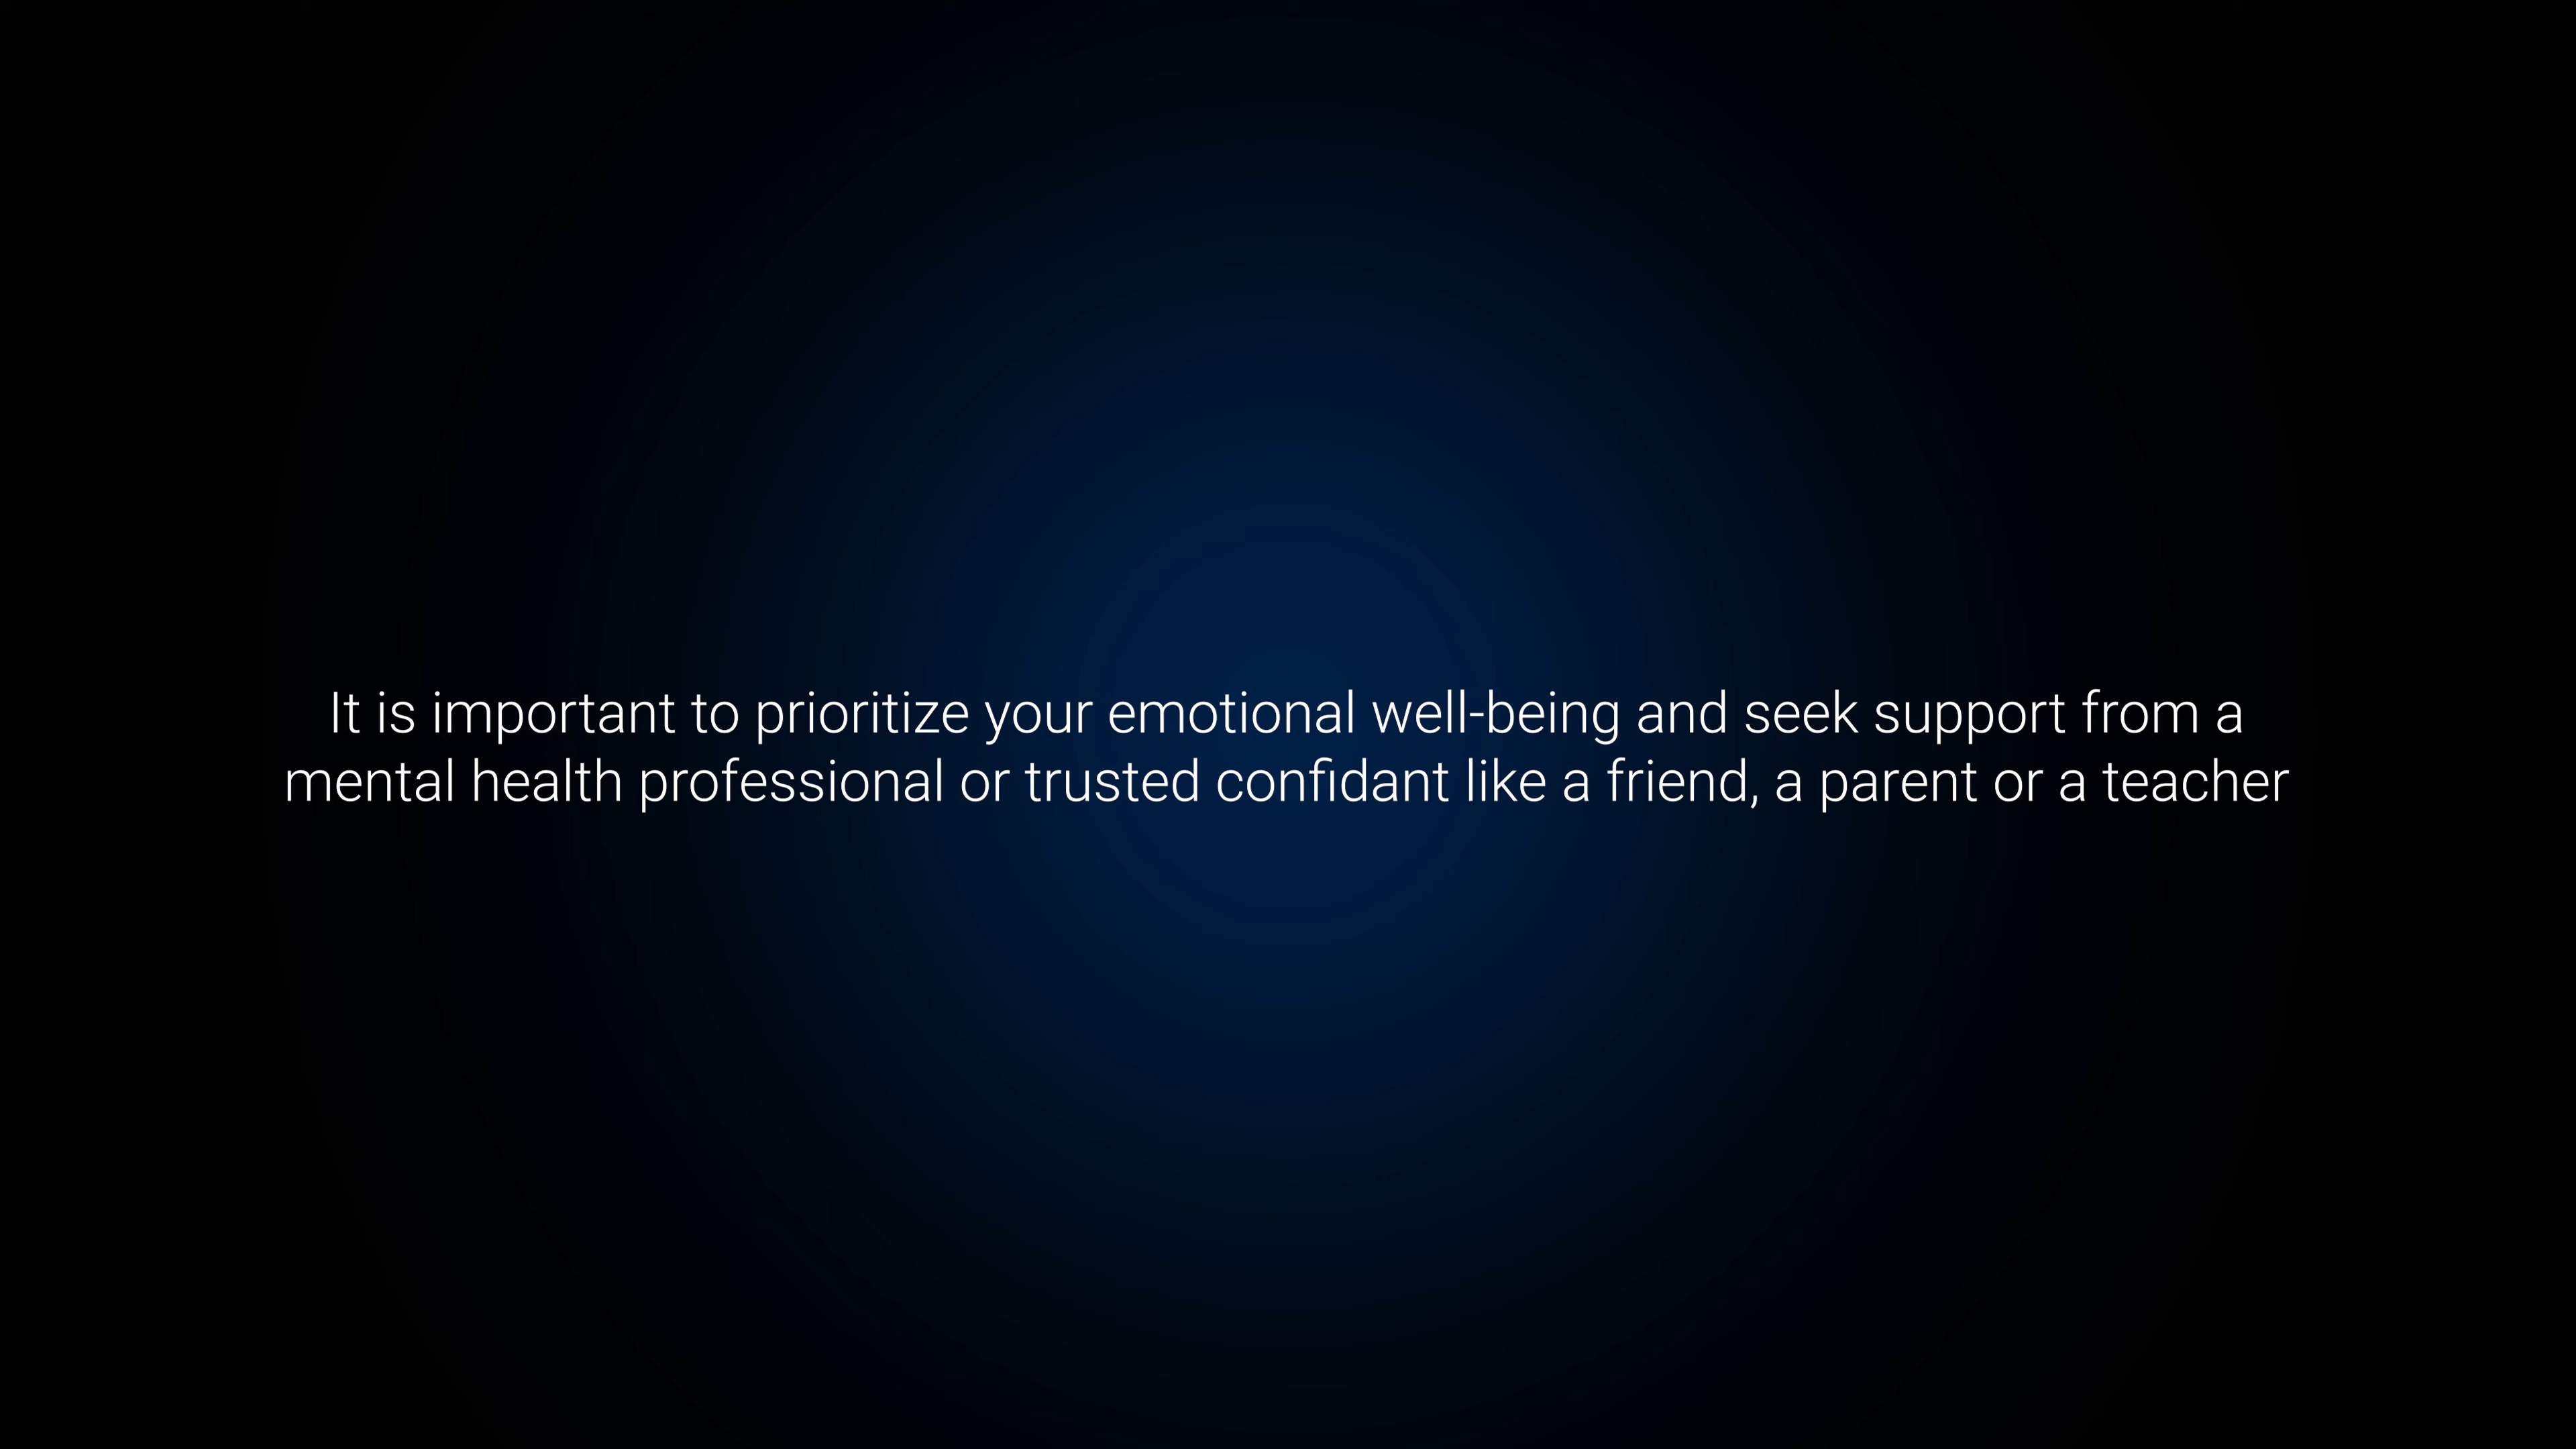 It is important to prioritize your emotional well-being and seek support from a
mental health professional or trusted confidant like a friend, a parent or a teacher